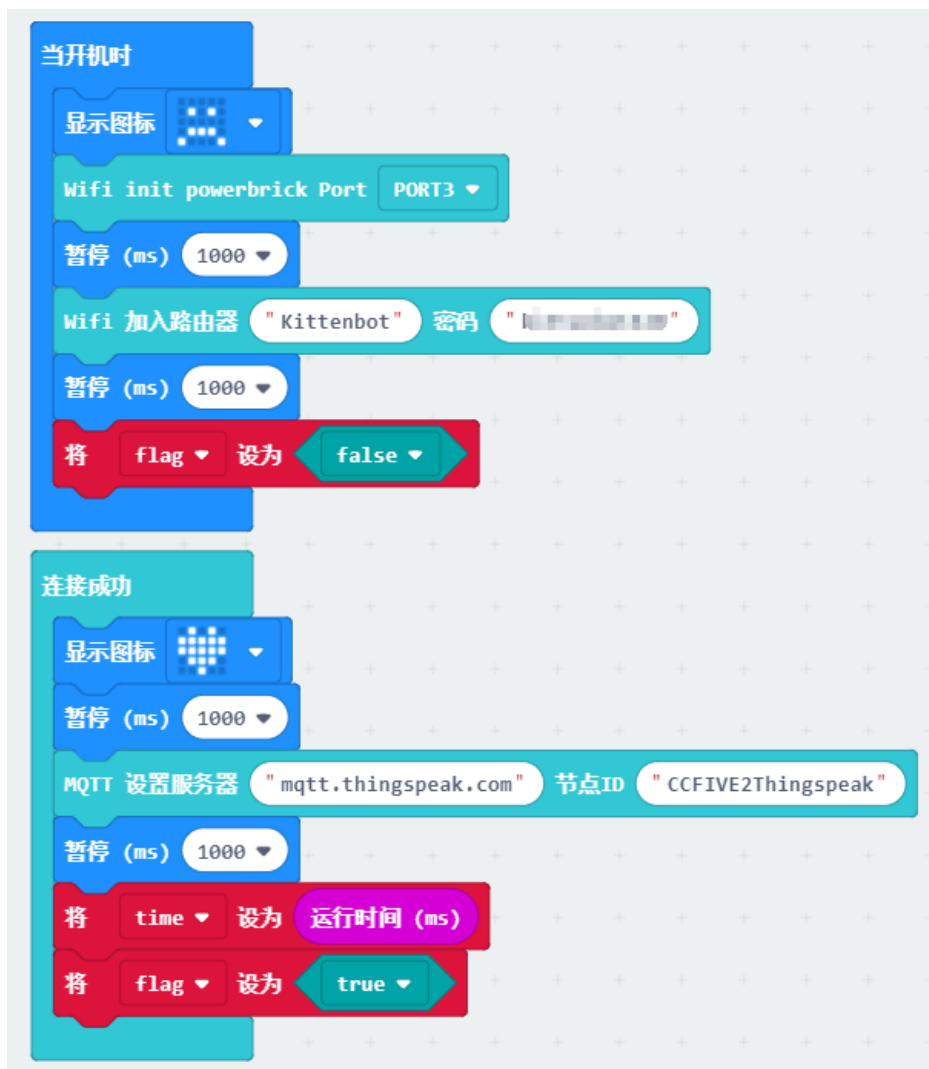 当开机时
显示图标
Wifi init powerbrick Port PORT3
暂停 (ms) 1000
Wifi 加入路由器 "Kittenbot" 密码 " "
暂停 (ms) 1000
将 flag 设为 false
连接成功
显示图标
暂停 (ms) 1000
MQTT 设置服务器 "mqtt.thingspeak.com" 节点ID "CCFIVE2Thingspeak"
暂停 (ms) 1000
将 time 设为 运行时间 (ms)
将 flag 设为 true